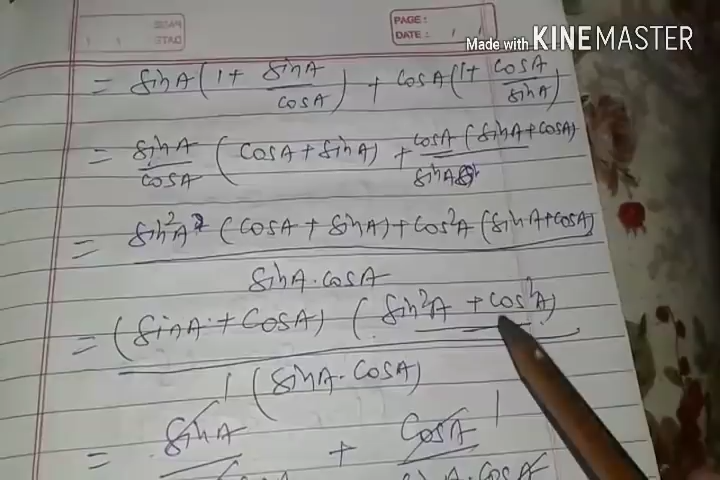 PAGE:
DATE: / /
Made with KINEMASTER
= sinA(1 + sinA/cosA) + cosA(1 + cosA/sinA)
= sinA/cosA (cosA + sinA) + cosA/sinA (sinA + cosA)
= sin²A (cosA + sinA) + cos²A (sinA + cosA)
sinA.cosA
= (sinA + cosA) (sin²A + cos²A)
1 (sinA.cosA)
= sinA + cosA 1